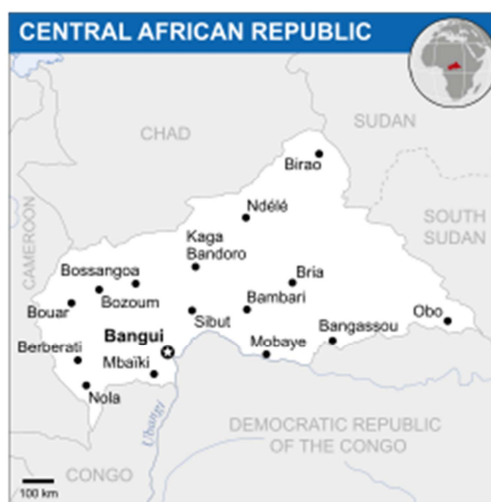 CENTRAL AFRICAN REPUBLIC
CHAD
SUDAN
Birao
Ndélé
SOUTH
SUDAN
CAMEROON
Kaga
Bandoro
Bossangoa
Bria
Bozoum
Bambari
Bouar
Sibut
Obo
Bangui
Bangassou
Berberati
Mobaye
Mbaïki
Nola
Ubangi
DEMOCRATIC REPUBLIC
OF THE CONGO
CONGO
100 km